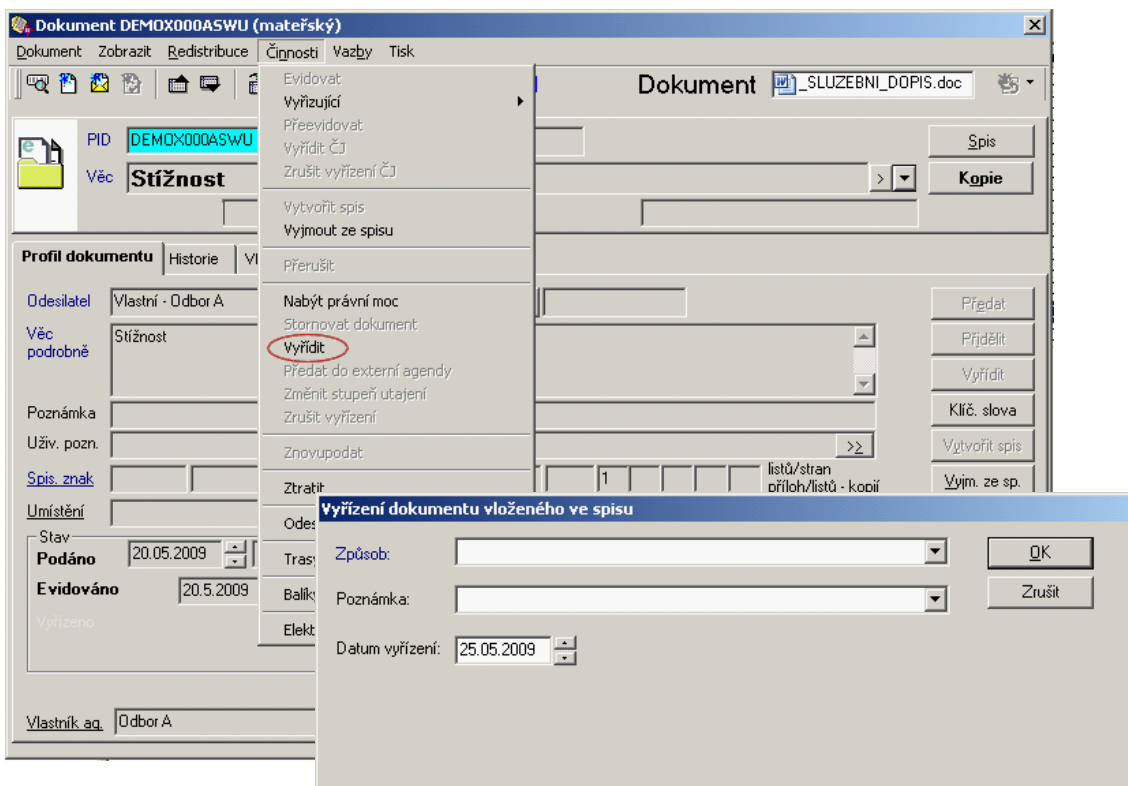 Dokument DEMOX000ASWU (mateřský)
Dokument Zobrazit Redistribuce Činnosti Vazby Tisk
Dokument _SLUZEBNI_DOPIS.doc
PID DEMOX000ASWU
Spis
Věc Stížnost
> Kopie
Evidovat
Vyřizující
Přeevidovat
Vyřídit ČJ
Zrušit vyřízení ČJ
Vytvořit spis
Vyjmout ze spisu
Přerušit
Nabýt právní moc
Stornovat dokument
Vyřídit
Předat do externí agendy
Změnit stupeň utajení
Zrušit vyřízení
Znovupodat
Ztratit
Profil dokumentu Historie
Odesilatel Vlastní - Odbor A
Předat
Věc podrobně
Stížnost
Přidělit
Vyřídit
Poznámka
Klíč. slova
Uživ. pozn.
>>
Vytvořit spis
Spis. znak
1
listů/stran
příloh/listů - kopií
Vyjm. ze sp.
Umístění
Stav
Podáno 20.05.2009
Evidováno 20.5.2009
Vyřízeno
Vlastník ag. Odbor A
Vyřízení dokumentu vloženého ve spisu
Způsob:
OK
Poznámka:
Zrušit
Datum vyřízení: 25.05.2009